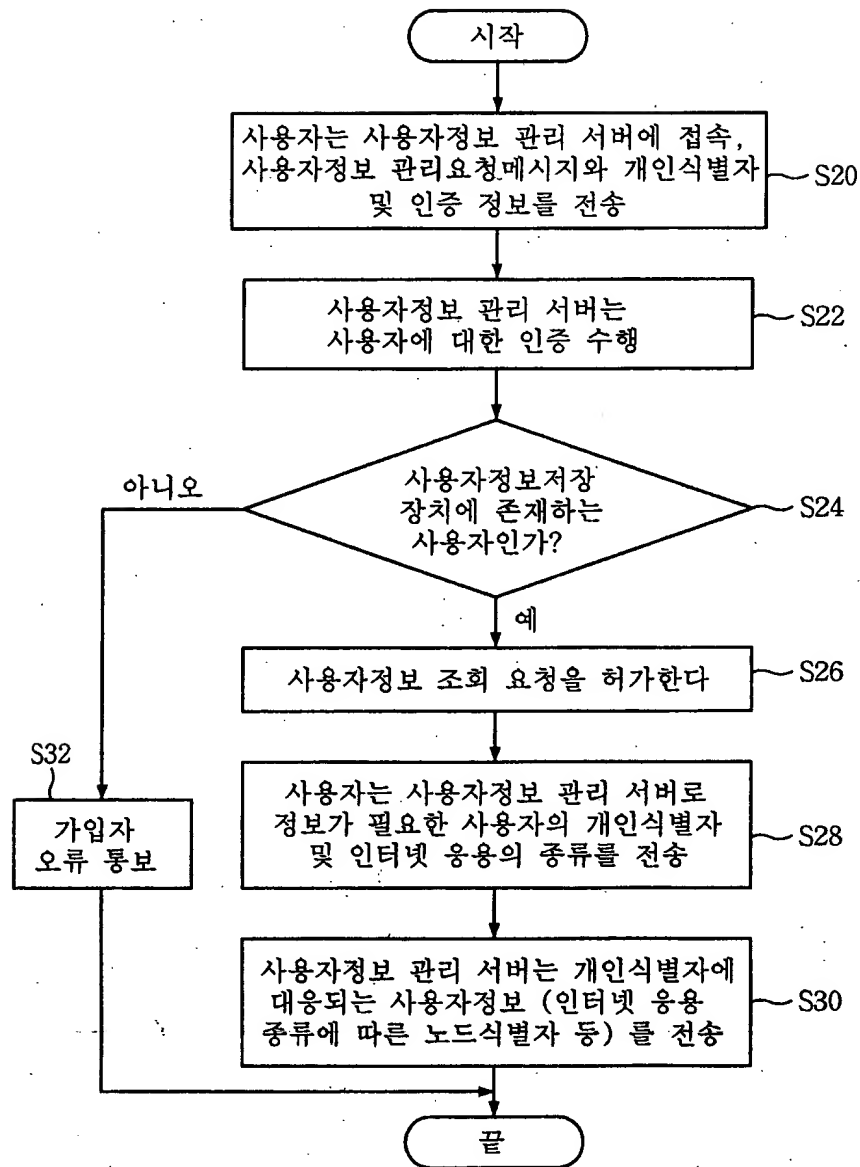 시작
사용자는 사용자정보 관리 서버에 접속,
사용자정보 관리요청메시지와 개인식별자
및 인증 정보를 전송
S20
사용자정보 관리 서버는
사용자에 대한 인증 수행
S22
사용자정보저장
장치에 존재하는
사용자인가?
S24
아니오
예
사용자정보 조회 요청을 허가한다
S26
S32
가입자
오류 통보
사용자는 사용자정보 관리 서버로
정보가 필요한 사용자의 개인식별자
및 인터넷 응용의 종류를 전송
S28
사용자정보 관리 서버는 개인식별자에
대응되는 사용자정보 (인터넷 응용
종류에 따른 노드식별자 등) 를 전송
S30
끝